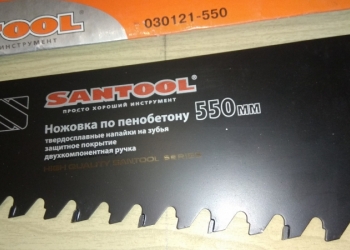 SANTOOL
030121-550
ИНСТРУМЕНТ
SANTOOL
ПРОСТО ХОРОШИЙ ИНСТРУМЕНТ
Ножовка по пенобетону 550мм
твердосплавные напайки на зубья
защитное покрытие
двухкомпонентная ручка